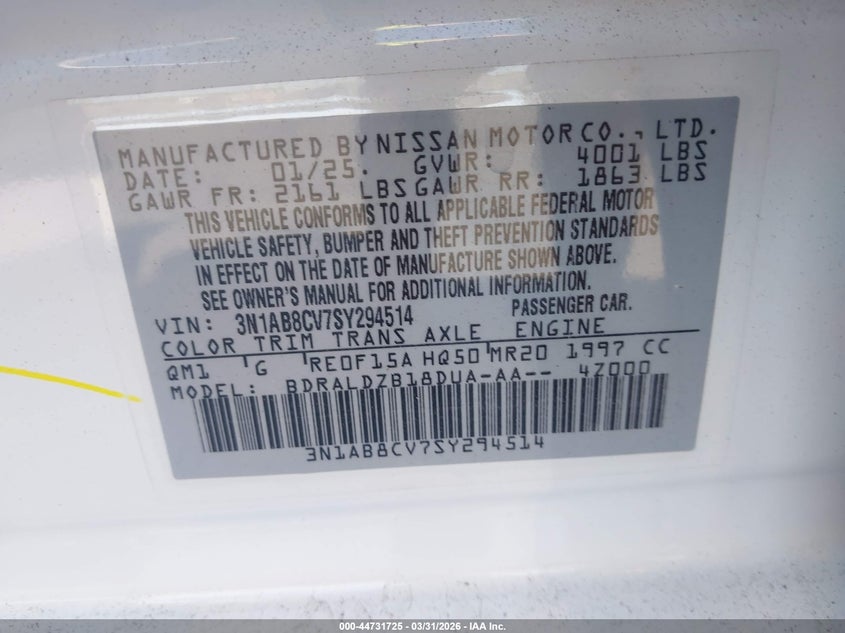 MANUFACTURED BY NISSAN MOTOR CO., LTD.
DATE: 01/25. GVWR: 4001 LBS
GAWR FR: 2161 LBS GAWR RR: 1863 LBS
THIS VEHICLE CONFORMS TO ALL APPLICABLE FEDERAL MOTOR
VEHICLE SAFETY, BUMPER AND THEFT PREVENTION STANDARDS
IN EFFECT ON THE DATE OF MANUFACTURE SHOWN ABOVE.
SEE OWNER'S MANUAL FOR ADDITIONAL INFORMATION.
VIN: 3N1AB8CV7SY294514 PASSENGER CAR.
COLOR TRIM TRANS AXLE ENGINE
QM1 G RE0F15A HQ50 MR20 1997 CC
MODEL: BDRALDZB18DUA-AA-- 4Z000
3N1AB8CV7SY294514
000-44731725 - 03/31/2026 - IAA Inc.